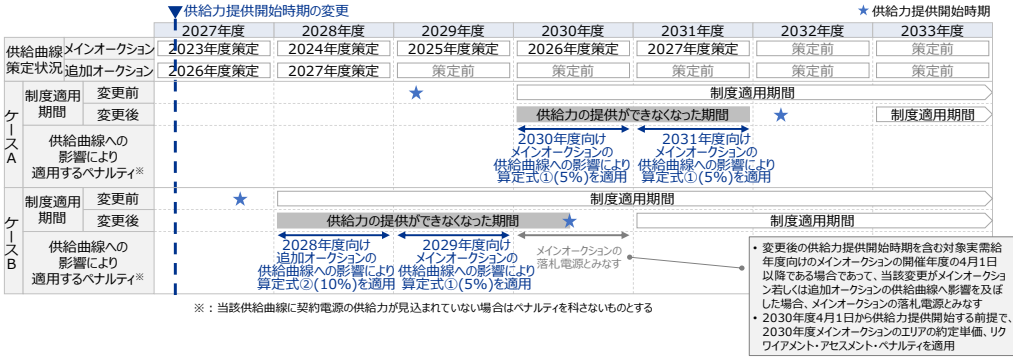 供給力提供開始時期の変更
★供給力提供開始時期
2027年度 2028年度 2029年度 2030年度 2031年度 2032年度 2033年度
供給曲線
策定状況
メインオークション 2023年度策定 2024年度策定 2025年度策定 2026年度策定 2027年度策定 策定前 策定前
追加オークション 2026年度策定 2027年度策定 策定前 策定前 策定前 策定前 策定前
ケースA
制度適用
期間
変更前 制度適用期間
変更後 供給力の提供ができなくなった期間 制度適用期間
供給曲線への
影響により
適用するペナルティ※
2030年度向け
メインオークションの
供給曲線への影響により
算定式①(5%)を適用
2031年度向け
メインオークションの
供給曲線への影響により
算定式①(5%)を適用
ケースB
制度適用
期間
変更前 制度適用期間
変更後 供給力の提供ができなくなった期間 制度適用期間
供給曲線への
影響により
適用するペナルティ※
2028年度向け
追加オークションの
供給曲線への影響により
算定式②(10%)を適用
2029年度向け
メインオークションの
供給曲線への影響により
算定式①(5%)を適用
メインオークションの
落札電源とみなす
• 変更後の供給力提供開始時期を含む対象実需給
年度向けのメインオークションの開催年度の4月1日
以降である場合であって、当該変更がメインオークショ
ン若しくは追加オークションの供給曲線へ影響を及ぼ
した場合、メインオークションの落札電源とみなす
• 2030年度4月1日から供給力提供開始する前提で、
2030年度メインオークションのエリアの約定単価、リク
ワイアメント・アセスメント・ペナルティを適用
※：当該供給曲線に契約電源の供給力が見込まれていない場合はペナルティを科さないものとする